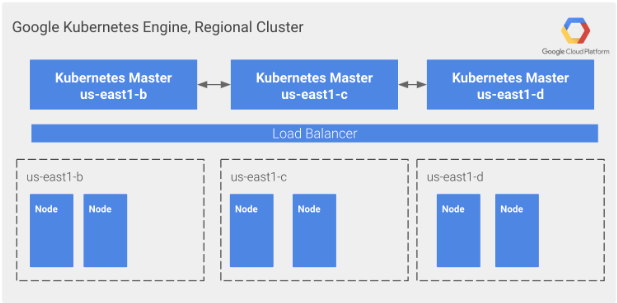 Google Kubernetes Engine, Regional Cluster
Google Cloud Platform
Kubernetes Master
us-east1-b
Kubernetes Master
us-east1-c
Kubernetes Master
us-east1-d
Load Balancer
us-east1-b
Node
Node
us-east1-c
Node
Node
us-east1-d
Node
Node